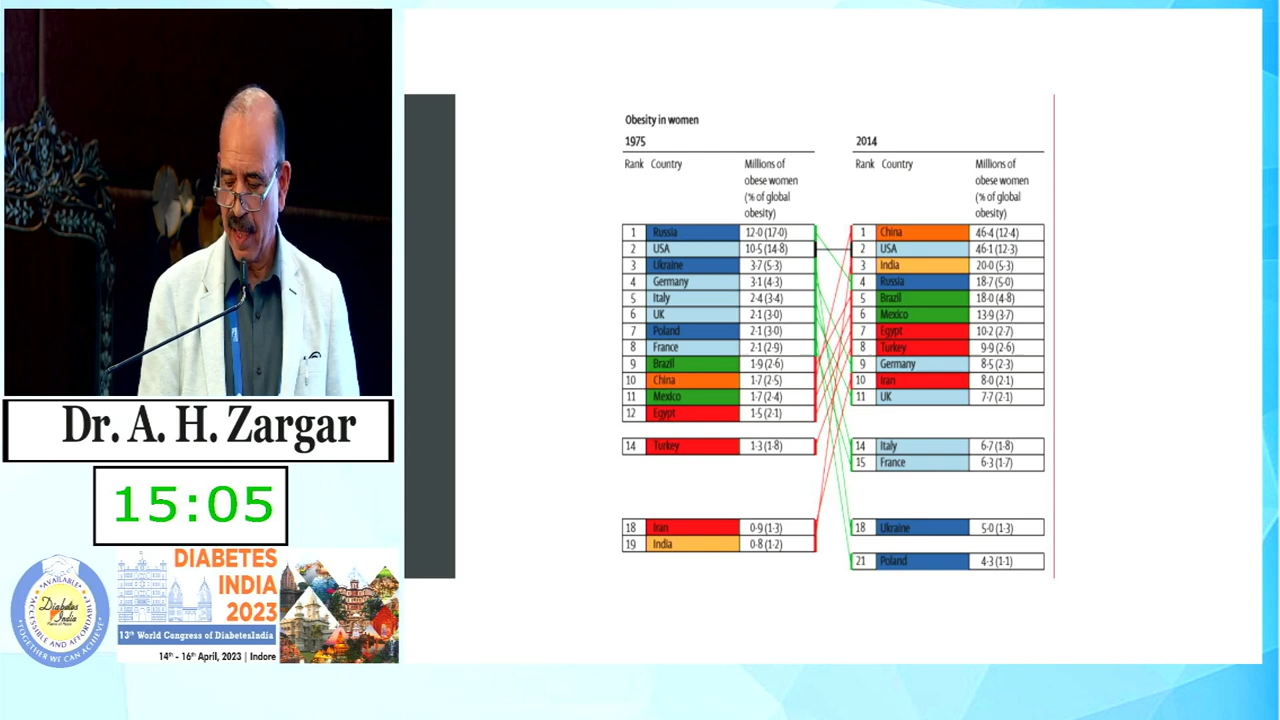 Obesity in women
1975
Rank Country Millions of obese women (% of global obesity)
1 Russia 12·0 (17·0)
2 USA 10·5 (14·8)
3 Ukraine 3·7 (5·3)
4 Germany 3·1 (4·3)
5 Italy 2·4 (3·4)
6 UK 2·1 (3·0)
7 Poland 2·1 (3·0)
8 France 2·1 (2·9)
9 Brazil 1·9 (2·6)
10 China 1·7 (2·5)
11 Mexico 1·7 (2·4)
12 Egypt 1·5 (2·1)
14 Turkey 1·3 (1·8)
18 Iran 0·9 (1·3)
19 India 0·8 (1·2)
2014
Rank Country Millions of obese women (% of global obesity)
1 China 46·4 (12·4)
2 USA 46·1 (12·3)
3 India 20·0 (5·3)
4 Russia 18·7 (5·0)
5 Brazil 18·0 (4·8)
6 Mexico 13·9 (3·7)
7 Egypt 10·2 (2·7)
8 Turkey 9·9 (2·6)
9 Germany 8·5 (2·3)
10 Iran 8·0 (2·1)
11 UK 7·7 (2·1)
14 Italy 6·7 (1·8)
15 France 6·3 (1·7)
18 Ukraine 5·0 (1·3)
21 Poland 4·3 (1·1)
Dr. A. H. Zargar
15:05
AVAILABLE
ACCESSIBLE AND AFFORDABLE
TOGETHER WE CAN ACHIEVE
Diabetes
India
DIABETES
INDIA
2023
13th World Congress of DiabetesIndia
14th - 16th April, 2023 | Indore